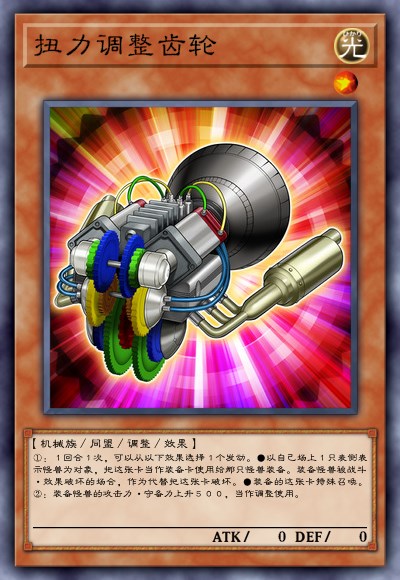 扭力调整齿轮
ひかり
光
【机械族／同盟／调整／效果】
①：1回合1次，可以从以下效果选择1个发动。●以自己场上1只表侧表
示怪兽为对象，把这张卡当作装备卡使用给那只怪兽装备。装备怪兽被战斗
·效果破坏的场合，作为代替把这张卡破坏。●装备的这张卡特殊召唤。
②：装备怪兽的攻击力·守备力上升500，当作调整使用。
ATK/ 0 DEF/ 0